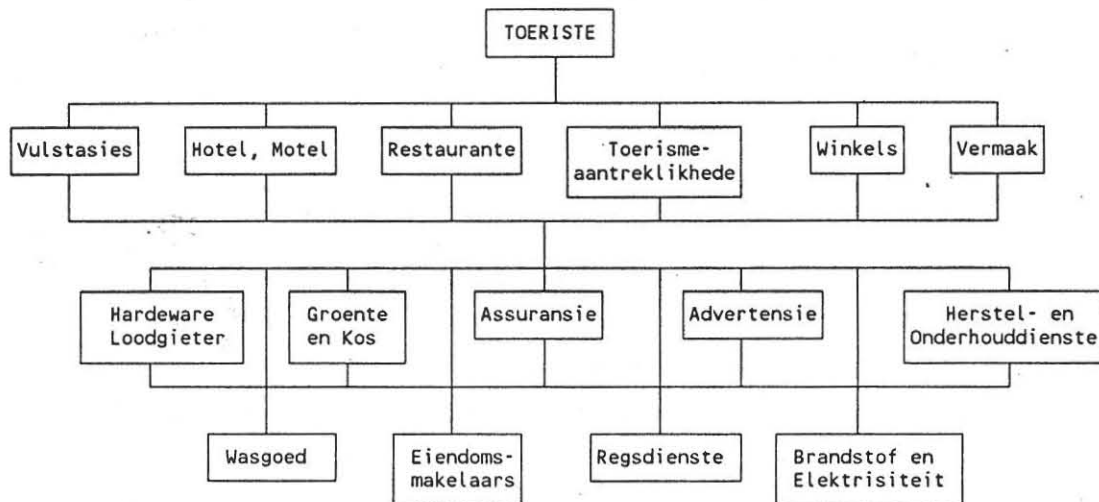 TOERISTE
Vulstasies
Hotel, Motel
Restaurante
Toerisme-
aantreklikhede
Winkels
Vermaak
Hardeware
Loodgieter
Groente
en Kos
Assuransie
Advertensie
Herstel- en
Onderhouddienste
Wasgoed
Eiendoms-
makelaars
Regsdienste
Brandstof en
Elektrisiteit